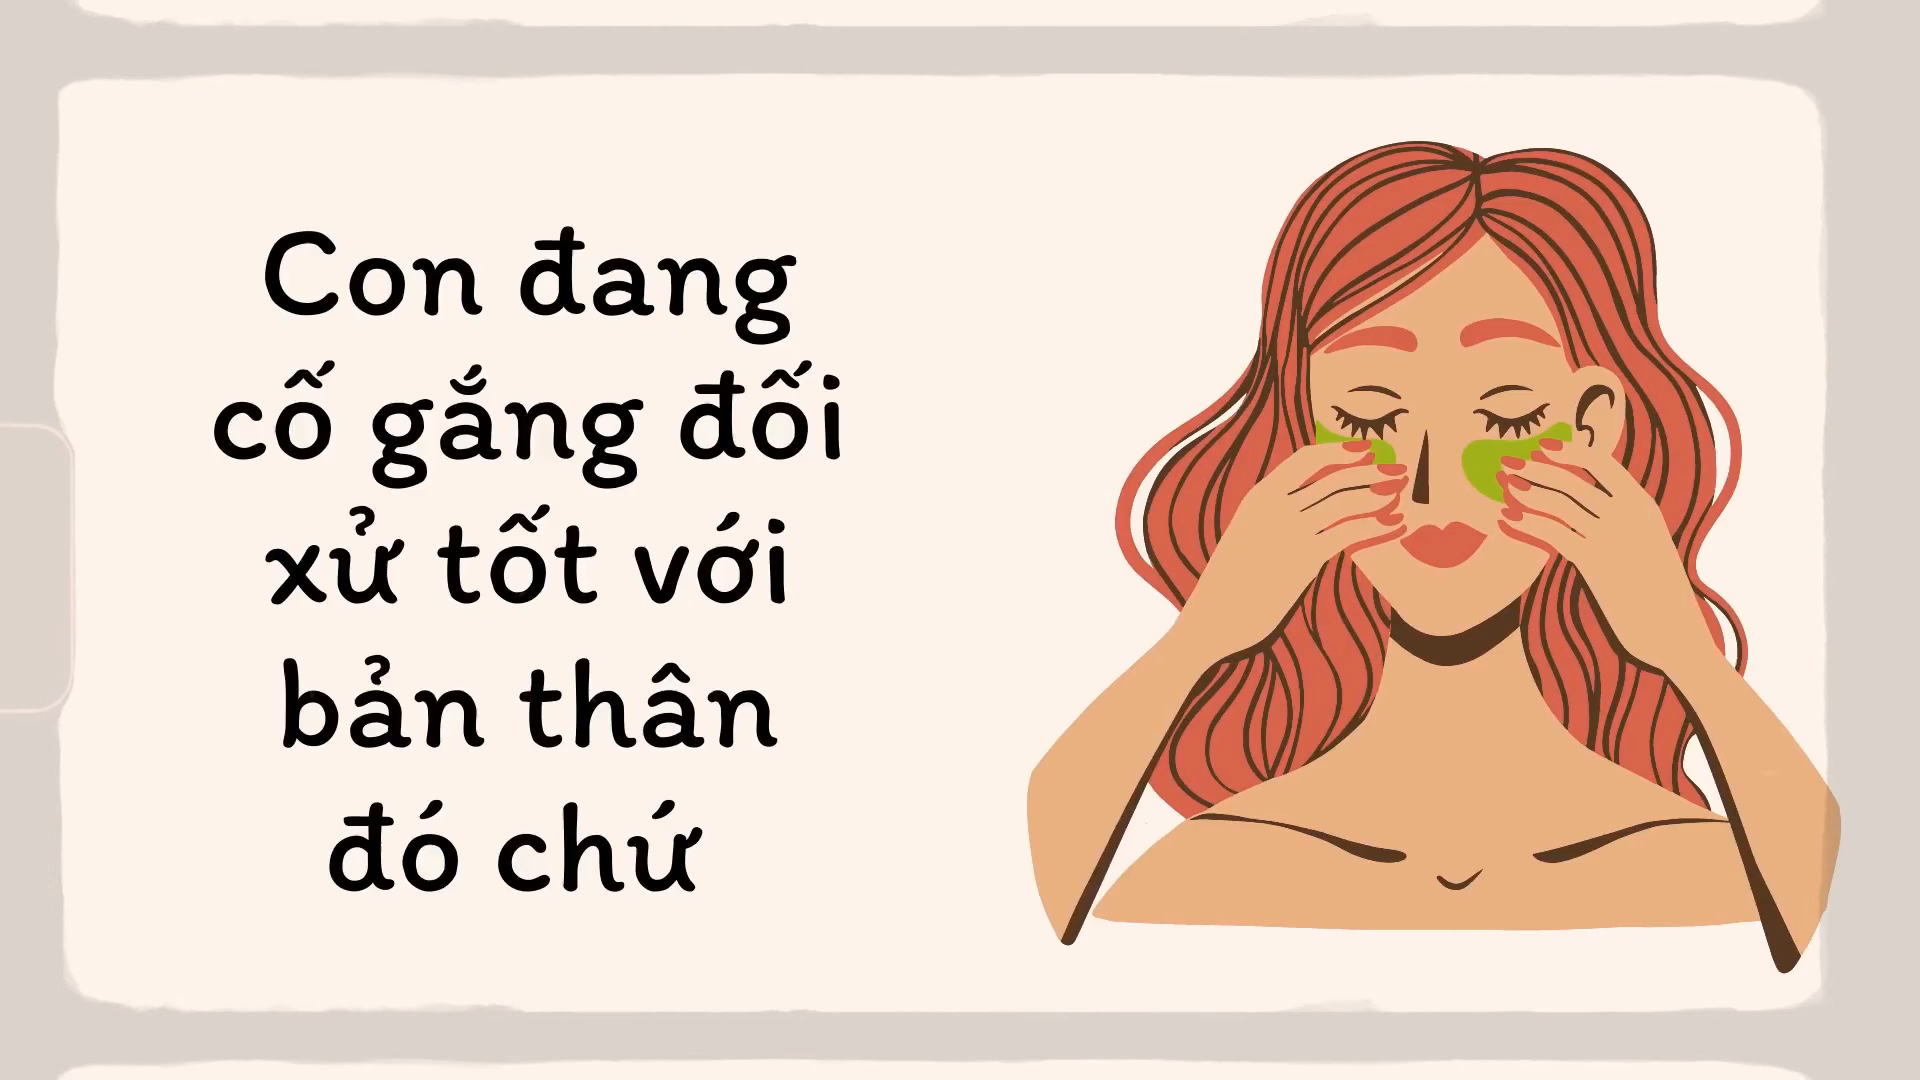 Con đang
cố gắng đối
xử tốt với
bản thân
đó chứ